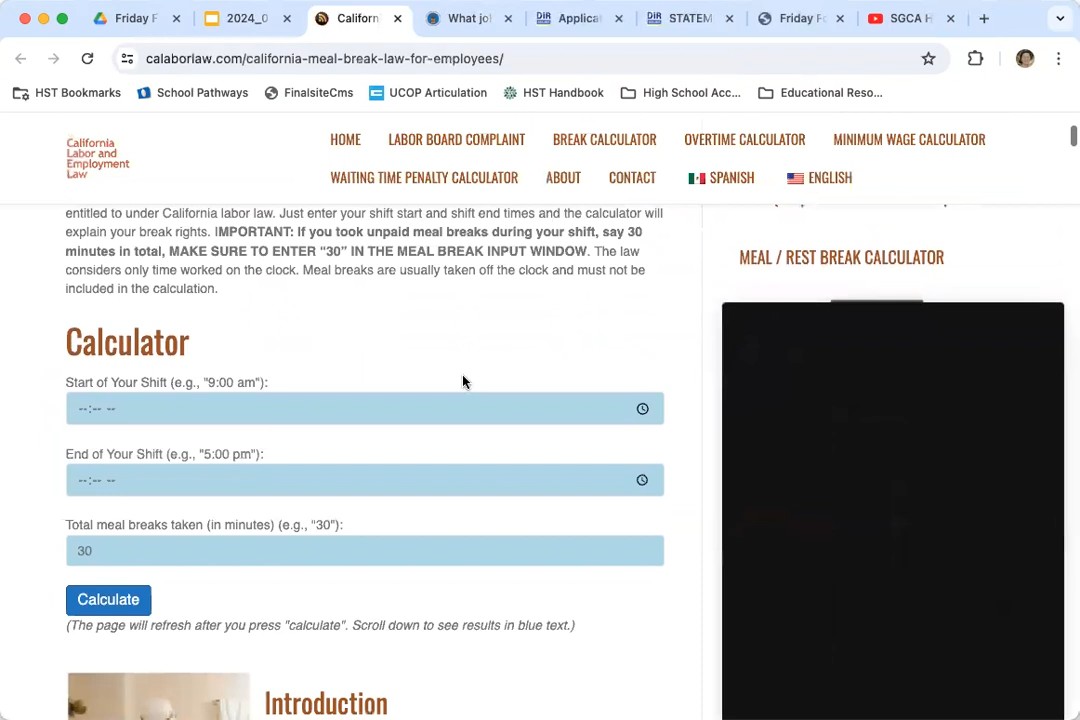 Friday F
2024_0
Californ
What jo
Applica
STATEM
Friday Fo
SGCA H
calaborlaw.com/california-meal-break-law-for-employees/
HST Bookmarks
School Pathways
FinalsiteCms
UCOP Articulation
HST Handbook
High School Acc...
Educational Reso...
California
Labor and
Employment
Law
HOME LABOR BOARD COMPLAINT BREAK CALCULATOR OVERTIME CALCULATOR MINIMUM WAGE CALCULATOR
WAITING TIME PENALTY CALCULATOR ABOUT CONTACT SPANISH ENGLISH
entitled to under California labor law. Just enter your shift start and shift end times and the calculator will
explain your break rights. IMPORTANT: If you took unpaid meal breaks during your shift, say 30
minutes in total, MAKE SURE TO ENTER “30” IN THE MEAL BREAK INPUT WINDOW. The law
considers only time worked on the clock. Meal breaks are usually taken off the clock and must not be
included in the calculation.
Calculator
Start of Your Shift (e.g., "9:00 am"):
--:-- --
End of Your Shift (e.g., "5:00 pm"):
--:-- --
Total meal breaks taken (in minutes) (e.g., "30"):
30
Calculate
(The page will refresh after you press "calculate". Scroll down to see results in blue text.)
Introduction
MEAL / REST BREAK CALCULATOR